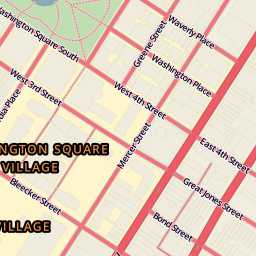 Washington Square South
Waverly Place
Greene Street
Washington Place
West 3rd Street
West 4th Street
East 4th Street
Mercer Street
SQUARE
VILLAGE
Bleecker Street
Great Jones Street
Bond Street
VILLAGE